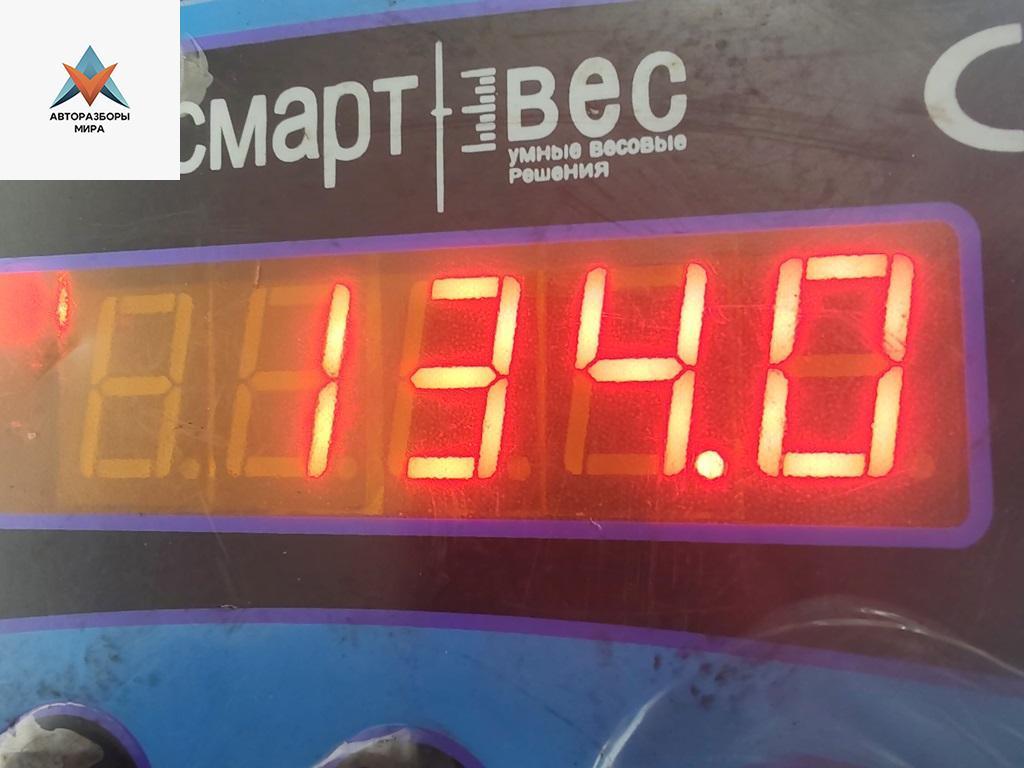 АВТОРАЗБОРЫ
МИРА
смарт вес
умные весовые
решения
134.0